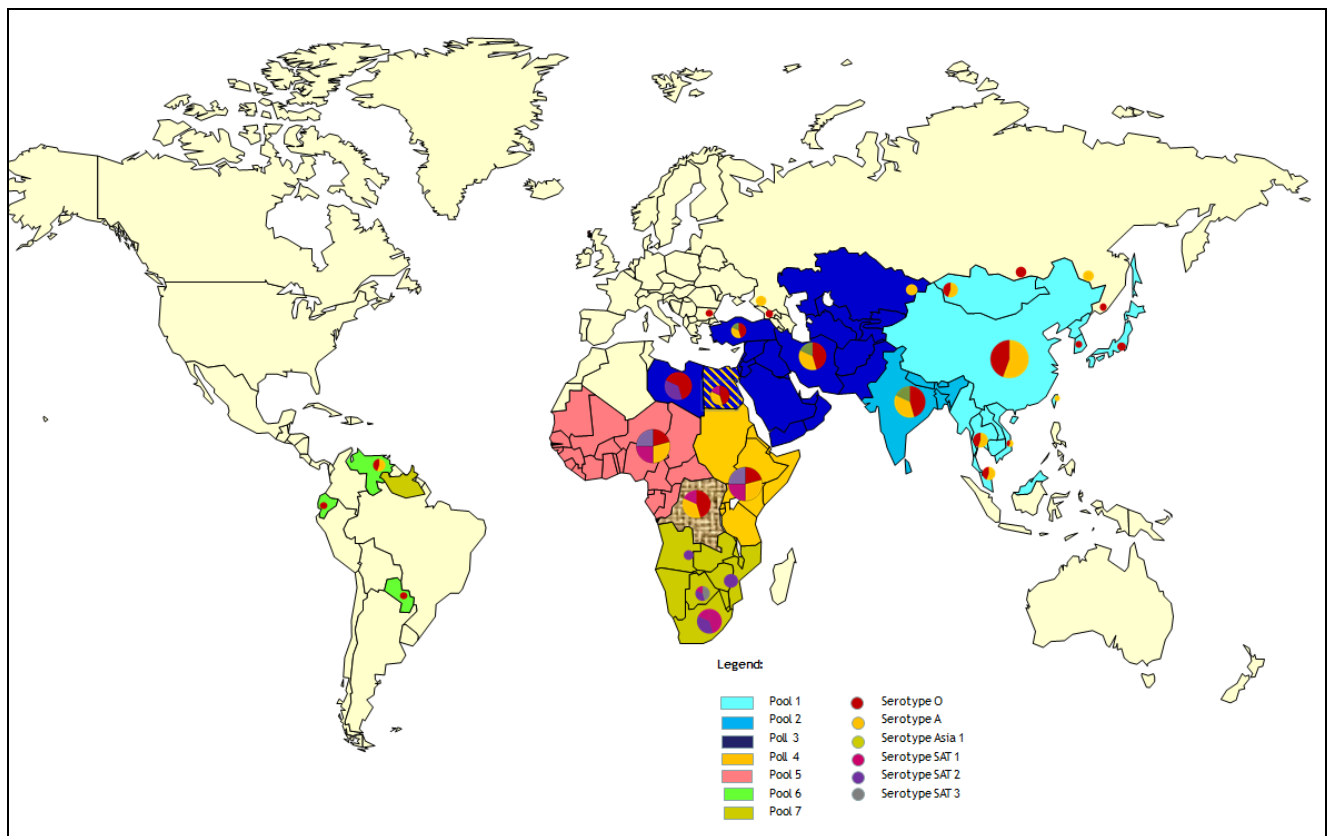 Legend:
Pool 1
Pool 2
Poll 3
Poll 4
Pool 5
Pool 6
Pool 7
Serotype O
Serotype A
Serotype Asia 1
Serotype SAT 1
Serotype SAT 2
Serotype SAT 3